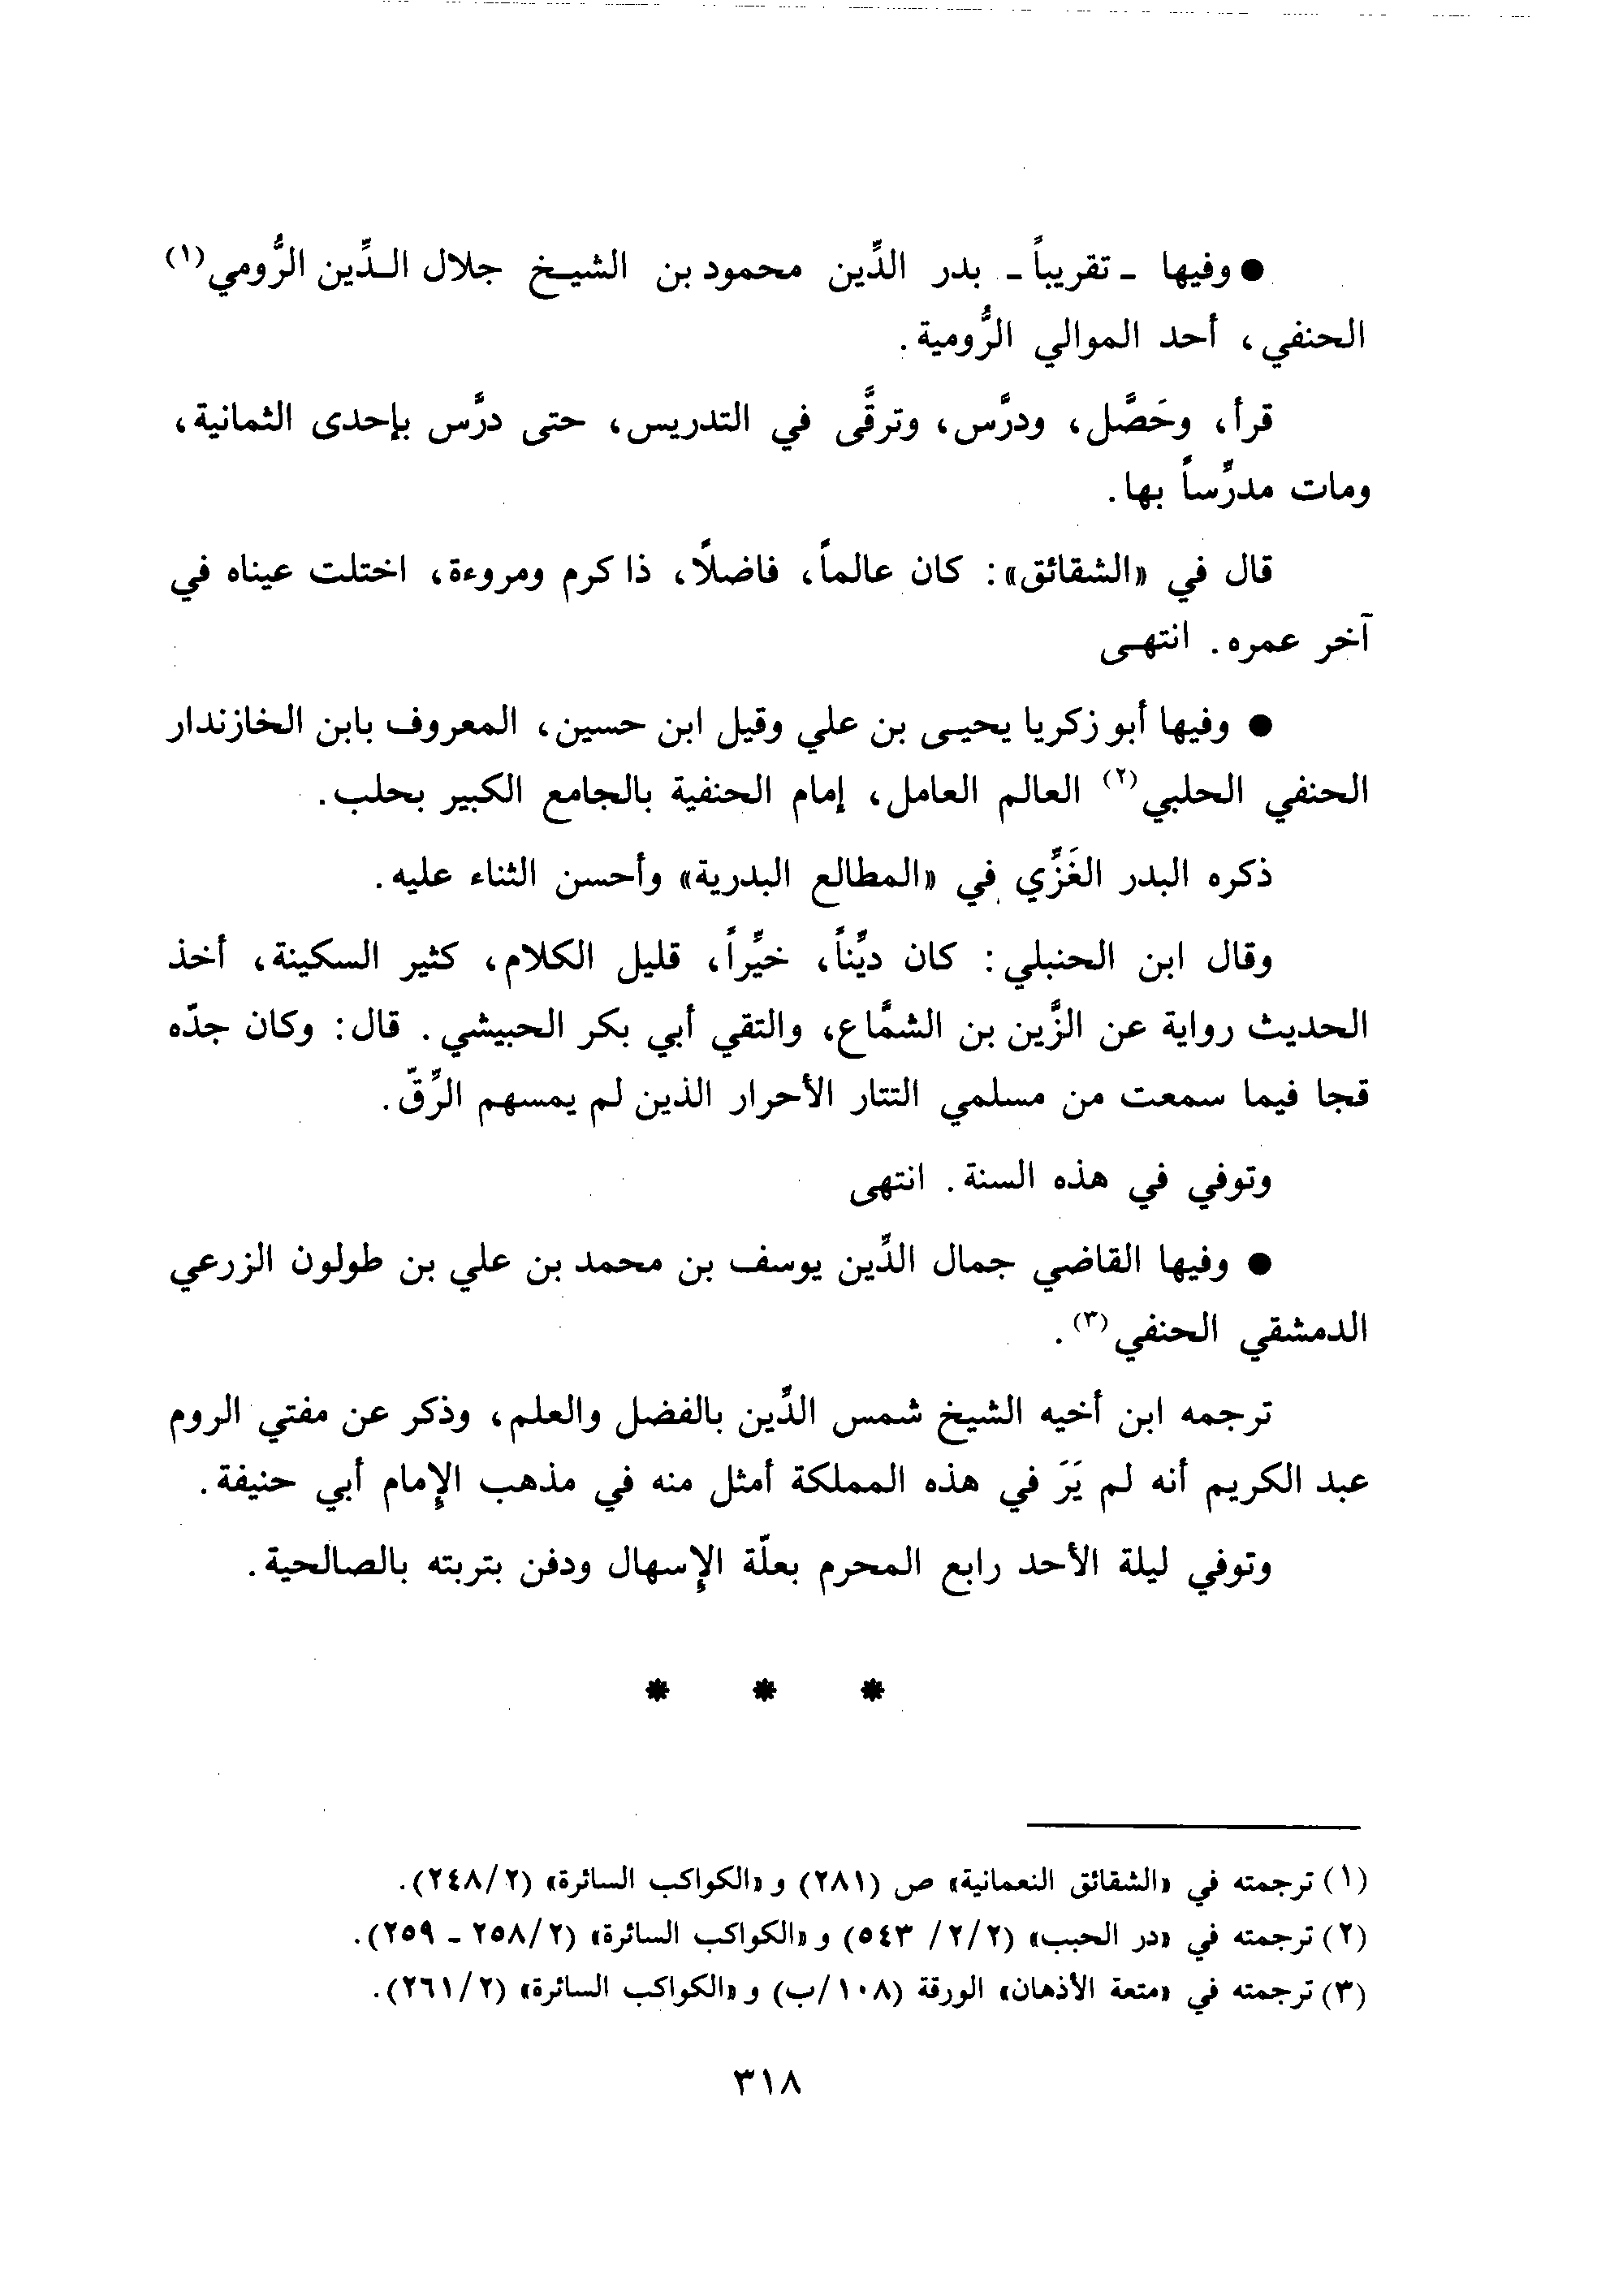 ● وفيها ـ تقريباً ـ بدر الدِّين محمود بن الشيخ جلال الدِّين الرُّومي (١)
الحنفي، أحد الموالي الرُّومية.
قرأ، وحَصَّل، ودرَّس، وترقَّى في التدريس، حتى درَّس بإحدى الثمانية،
ومات مدرِّساً بها.
قال في «الشقائق»: كان عالماً، فاضلاً، ذا كرم ومروءة، اختلت عيناه في
آخر عمره. انتهى
● وفيها أبو زكريا يحيى بن علي وقيل ابن حسين، المعروف بابن الخازندار
الحنفي الحلبي (٢) العالم العامل، إمام الحنفية بالجامع الكبير بحلب.
ذكره البدر الغَزِّي في «المطالع البدرية» وأحسن الثناء عليه.
وقال ابن الحنبلي: كان ديِّناً، خيِّراً، قليل الكلام، كثير السكينة، أخذ
الحديث رواية عن الزَّين بن الشمَّاع، والتقي أبي بكر الحبيشي. قال: وكان جدّه
قجا فيما سمعت من مسلمي التتار الأحرار الذين لم يمسهم الرِّقّ.
وتوفي في هذه السنة. انتهى
● وفيها القاضي جمال الدِّين يوسف بن محمد بن علي بن طولون الزرعي
الدمشقي الحنفي (٣).
ترجمه ابن أخيه الشيخ شمس الدِّين بالفضل والعلم، وذكر عن مفتي الروم
عبد الكريم أنه لم يَرَ في هذه المملكة أمثل منه في مذهب الإمام أبي حنيفة.
وتوفي ليلة الأحد رابع المحرم بعلّة الإسهال ودفن بتربته بالصالحية.
* * *
(١) ترجمته في «الشقائق النعمانية» ص (٢٨١) و «الكواكب السائرة» (٢/٢٤٨).
(٢) ترجمته في «در الحبب» (٢/٢/ ٥٤٣) و «الكواكب السائرة» (٢/٢٥٨ ـ ٢٥٩).
(٣) ترجمته في «متعة الأذهان» الورقة (١٠٨/ب) و «الكواكب السائرة» (٢/٢٦١).
٣١٨